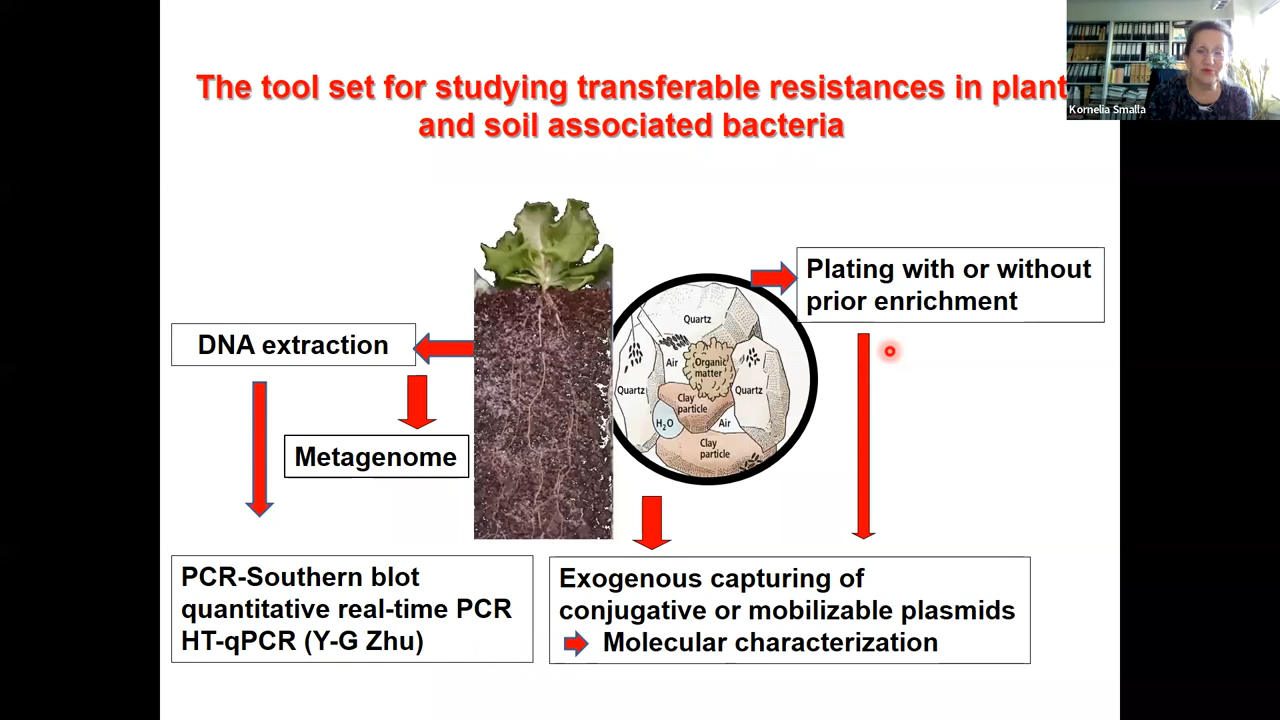 The tool set for studying transferable resistances in plant
and soil associated bacteria
Kornelia Smalla
Plating with or without
prior enrichment
DNA extraction
Metagenome
Quartz
Air
Organic
matter
Quartz
Quartz
Clay
particle
H₂O
Air
Clay
particle
PCR-Southern blot
quantitative real-time PCR
HT-qPCR (Y-G Zhu)
Exogenous capturing of
conjugative or mobilizable plasmids
Molecular characterization